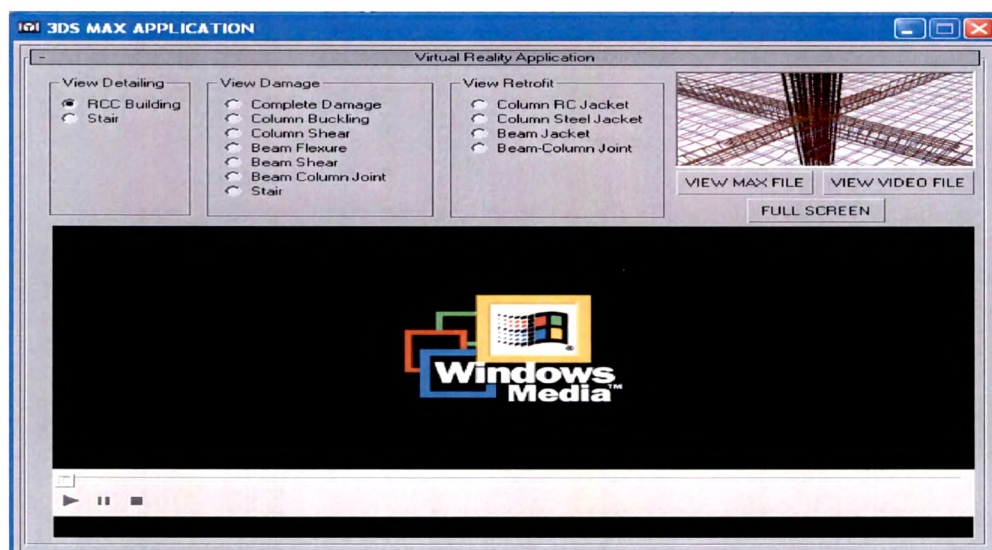 3DS MAX APPLICATION
Virtual Reality Application
View Detailing
RCC Building
Stair
View Damage
Complete Damage
Column Buckling
Column Shear
Beam Flexure
Beam Shear
Beam Column Joint
Stair
View Retrofit
Column RC Jacket
Column Steel Jacket
Beam Jacket
Beam-Column Joint
VIEW MAX FILE
VIEW VIDEO FILE
FULL SCREEN
Windows
Media™